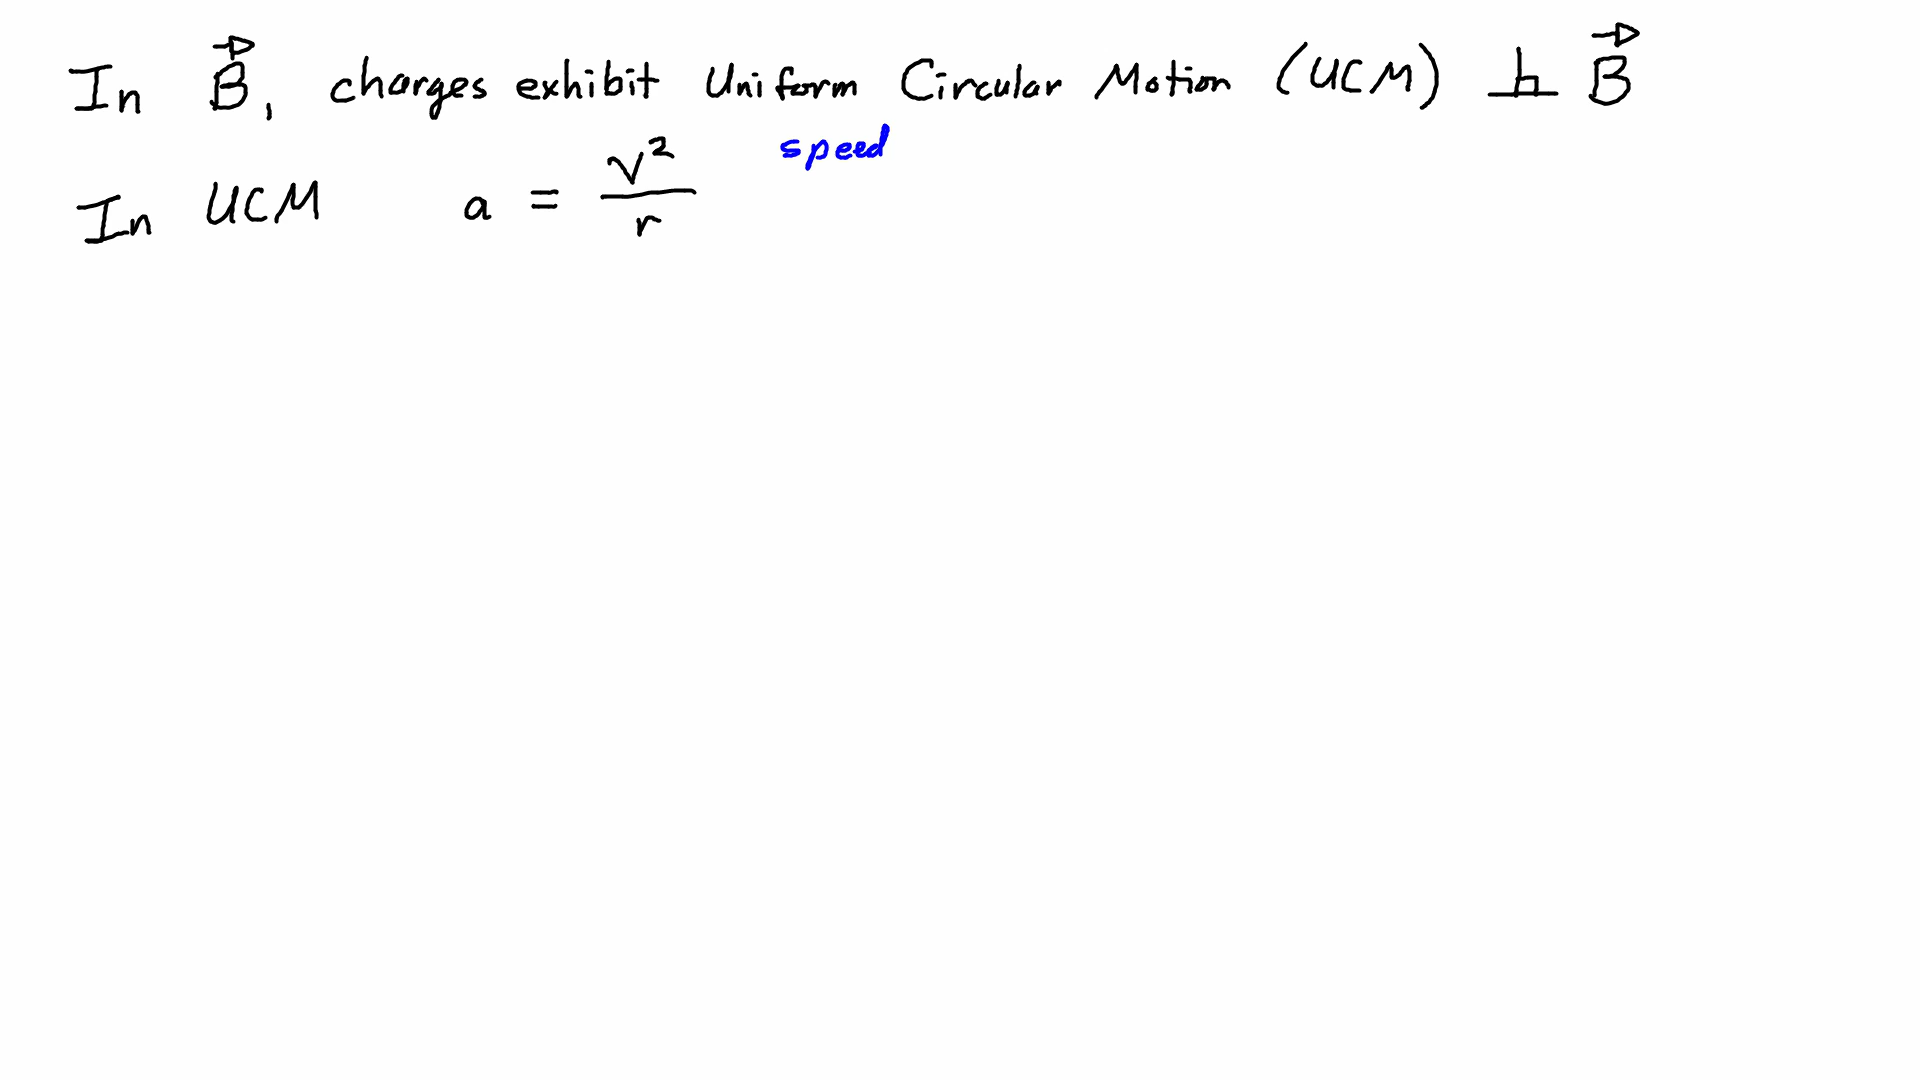 In B⃗, charges exhibit Uniform Circular Motion (UCM) ⊥ B⃗
speed
In UCM a = v²/r